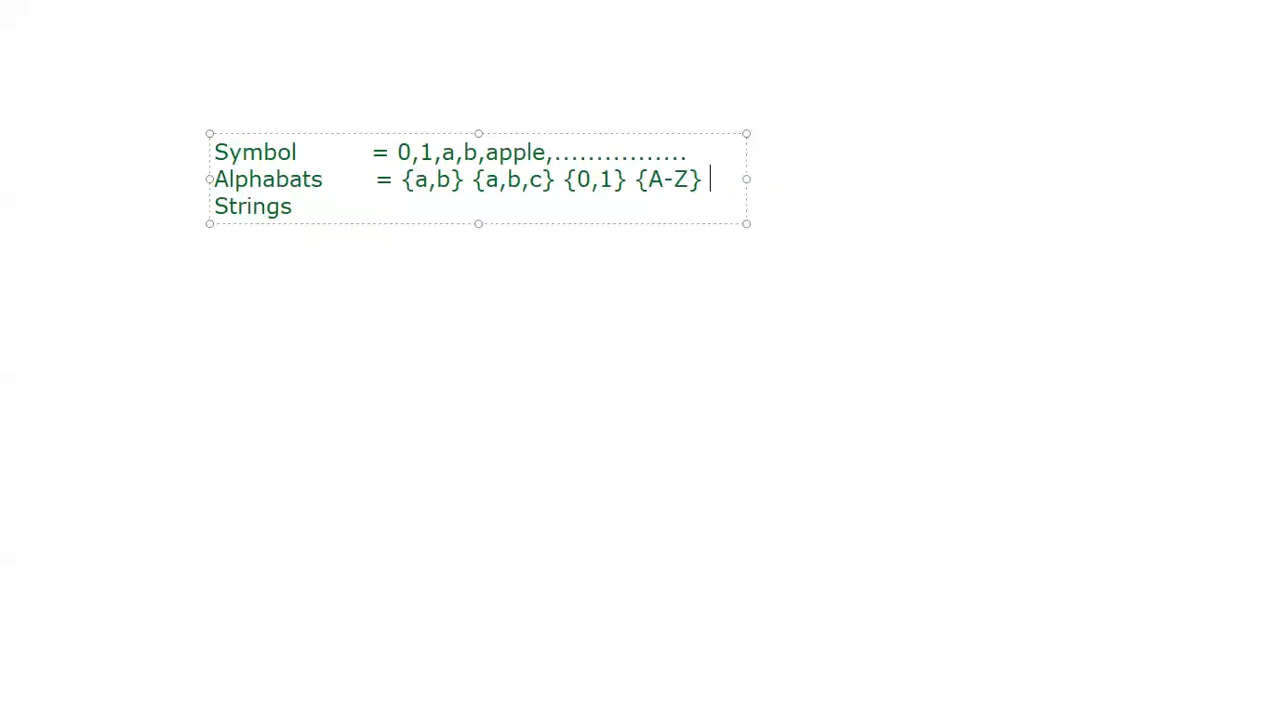 Symbol = 0,1,a,b,apple,................
Alphabats = {a,b} {a,b,c} {0,1} {A-Z}
Strings